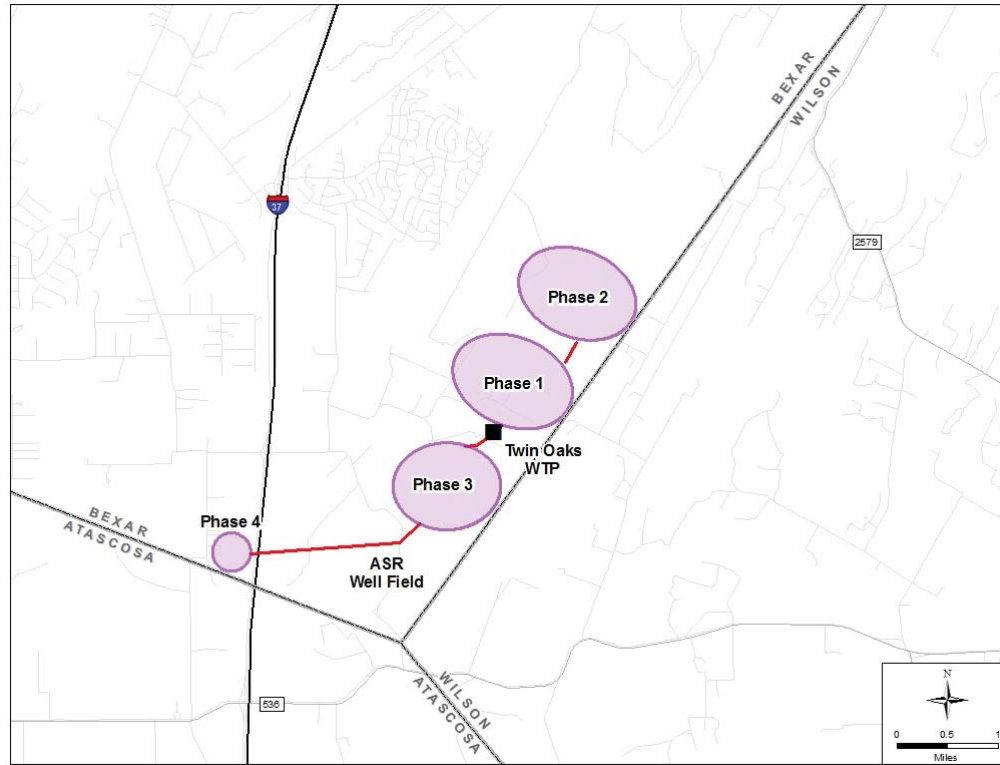 BEXAR
WILSON
37
2579
Phase 2
Phase 1
Twin Oaks
WTP
Phase 3
Phase 4
BEXAR
ATASCOSA
ASR
Well Field
WILSON
ATASCOSA
536
N
0 0.5 1
Miles